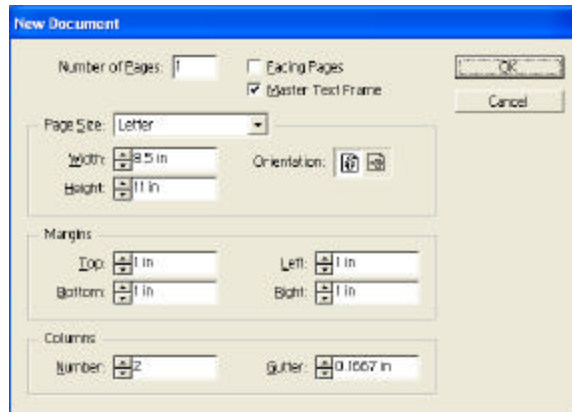 New Document
Number of Pages: 1
Facing Pages
Master Text Frame
OK
Cancel
Page Size: Letter
Width: 8.5 in
Orientation:
Height: 11 in
Margins
Top: 1 in Left: 1 in
Bottom: 1 in Right: 1 in
Columns
Number: 2 Gutter: 0.1667 in